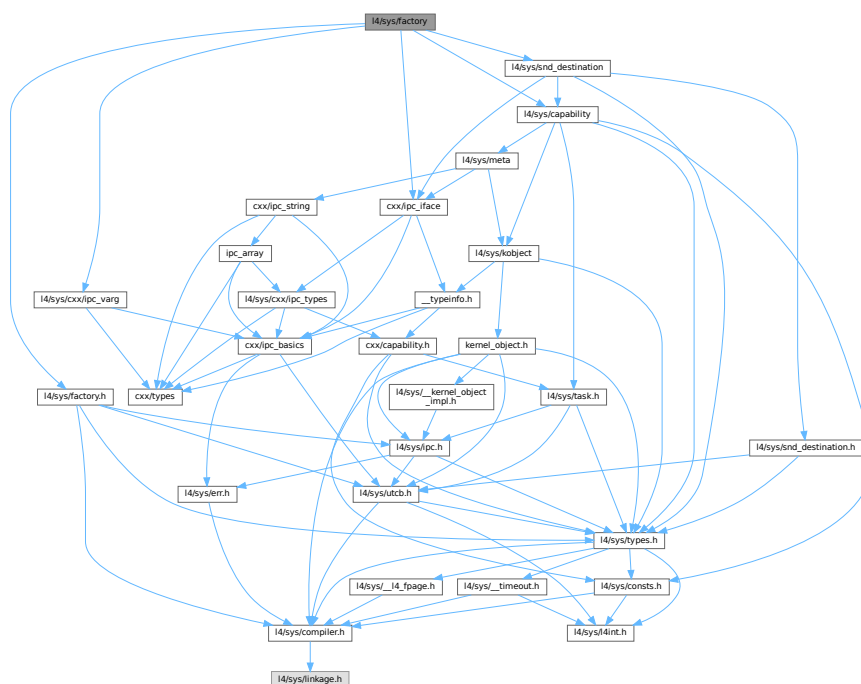 l4/sys/factory
l4/sys/snd_destination
l4/sys/capability
l4/sys/meta
cxx/ipc_string
cxx/ipc_iface
ipc_array
l4/sys/kobject
l4/sys/cxx/ipc_varg
l4/sys/cxx/ipc_types
__typeinfo.h
cxx/ipc_basics
cxx/capability.h
kernel_object.h
l4/sys/factory.h
cxx/types
l4/sys/__kernel_object
_impl.h
l4/sys/task.h
l4/sys/ipc.h
l4/sys/snd_destination.h
l4/sys/err.h
l4/sys/utcb.h
l4/sys/types.h
l4/sys/__l4_fpage.h
l4/sys/__timeout.h
l4/sys/consts.h
l4/sys/compiler.h
l4/sys/l4int.h
l4/sys/linkage.h